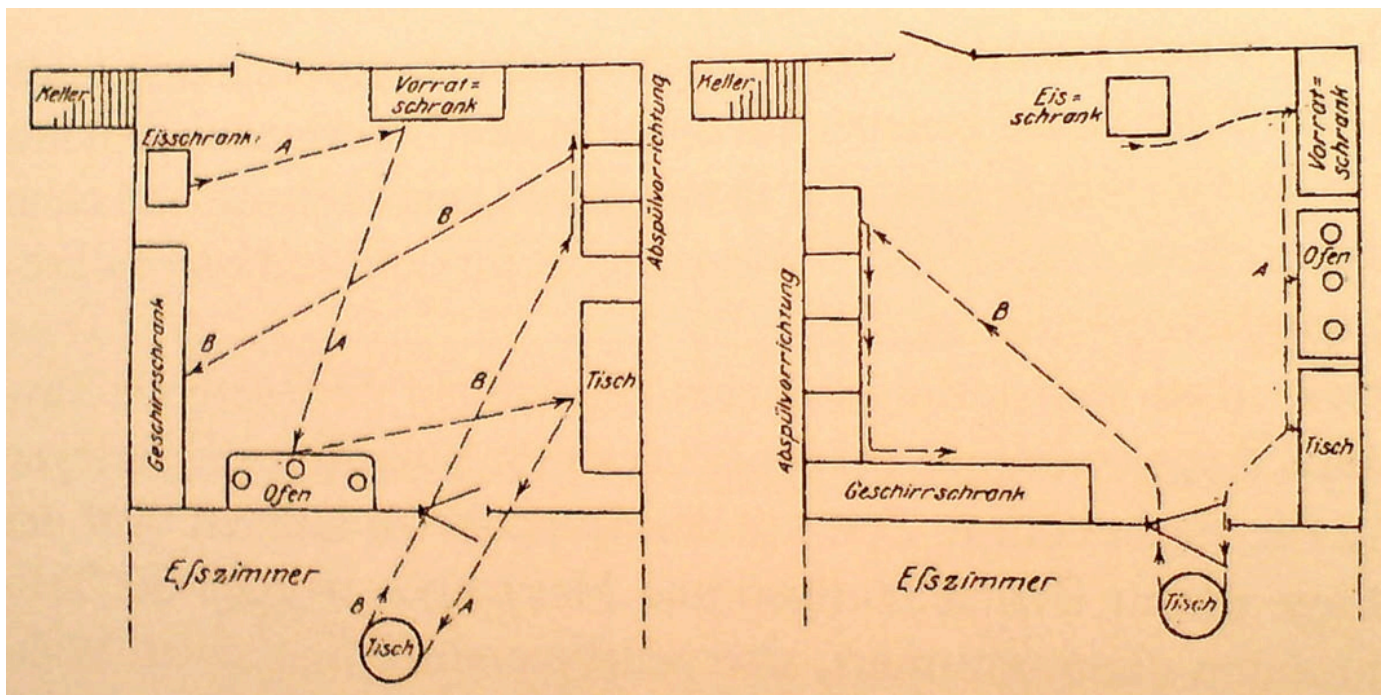 Keller
Vorrat=
schrank
Eisschrank
A
B
Abspülvorrichtung
B
A
Geschirrschrank
B
Tisch
Ofen
Eſszimmer
B
A
Tisch
Keller
Eis=
schrank
Vorrat=
schrank
Ofen
A
B
Abspülvorrichtung
Tisch
Geschirrschrank
Eſszimmer
Tisch